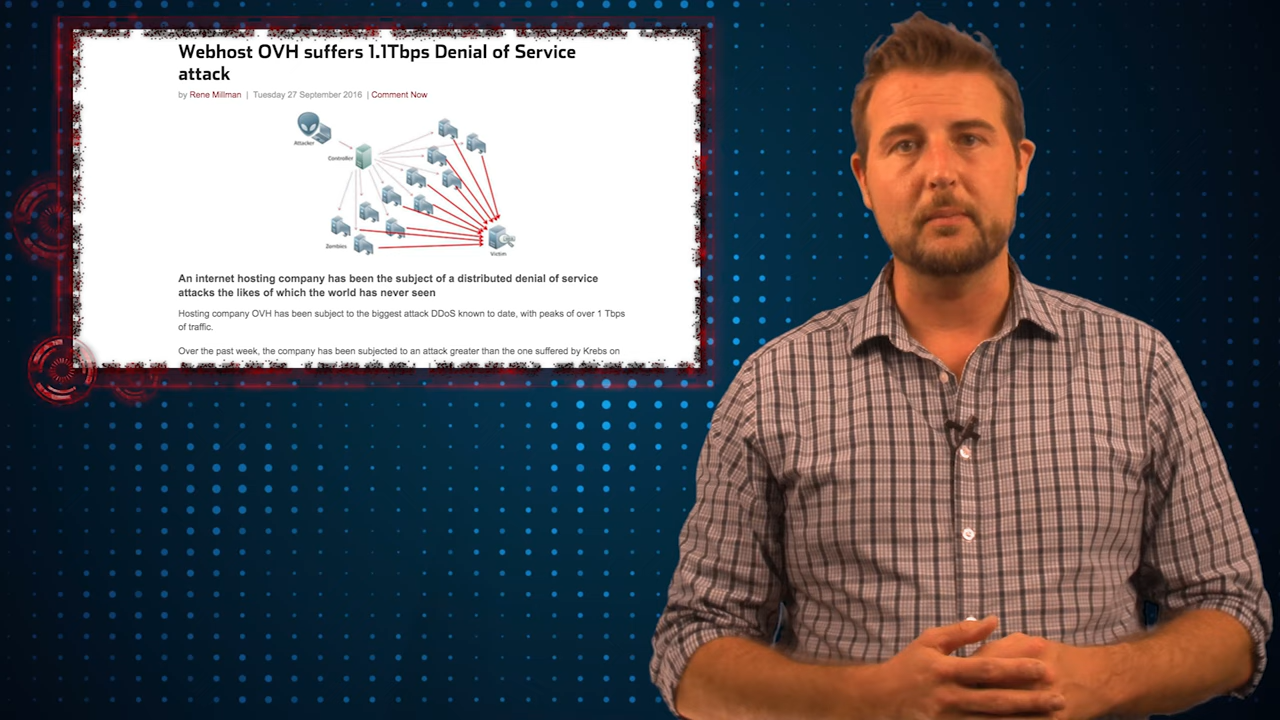 Webhost OVH suffers 1.1Tbps Denial of Service
attack
by Rene Millman | Tuesday 27 September 2016 | Comment Now
Attacker
Controller
Zombies
Victim
An internet hosting company has been the subject of a distributed denial of service
attacks the likes of which the world has never seen
Hosting company OVH has been subject to the biggest attack DDoS known to date, with peaks of over 1 Tbps
of traffic.
Over the past week, the company has been subjected to an attack greater than the one suffered by Krebs on